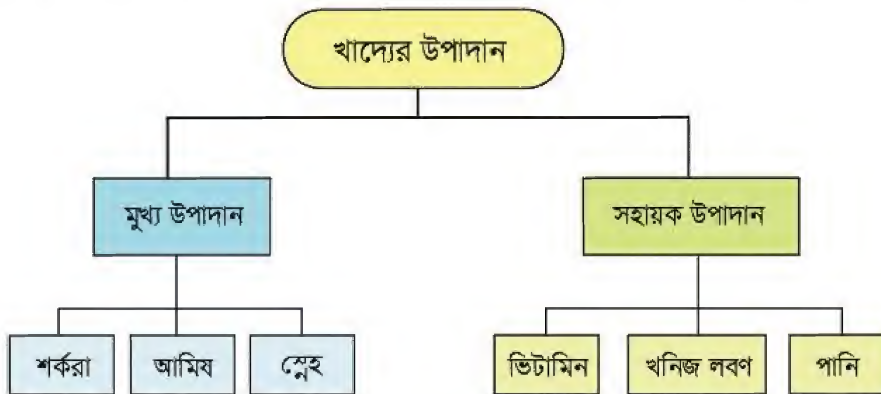 খাদ্যের উপাদান
মুখ্য উপাদান
সহায়ক উপাদান
শর্করা
আমিষ
স্নেহ
ভিটামিন
খনিজ লবণ
পানি